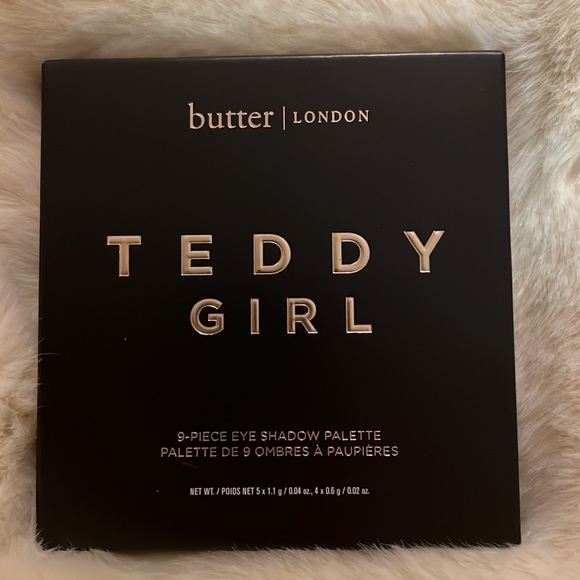 butter | LONDON
TEDDY
GIRL
9-PIECE EYE SHADOW PALETTE
PALETTE DE 9 OMBRES À PAUPIÈRES
NET WT. / POIDS NET 5 x 1.1 g / 0.04 oz., 4 x 0.6 g / 0.02 oz.